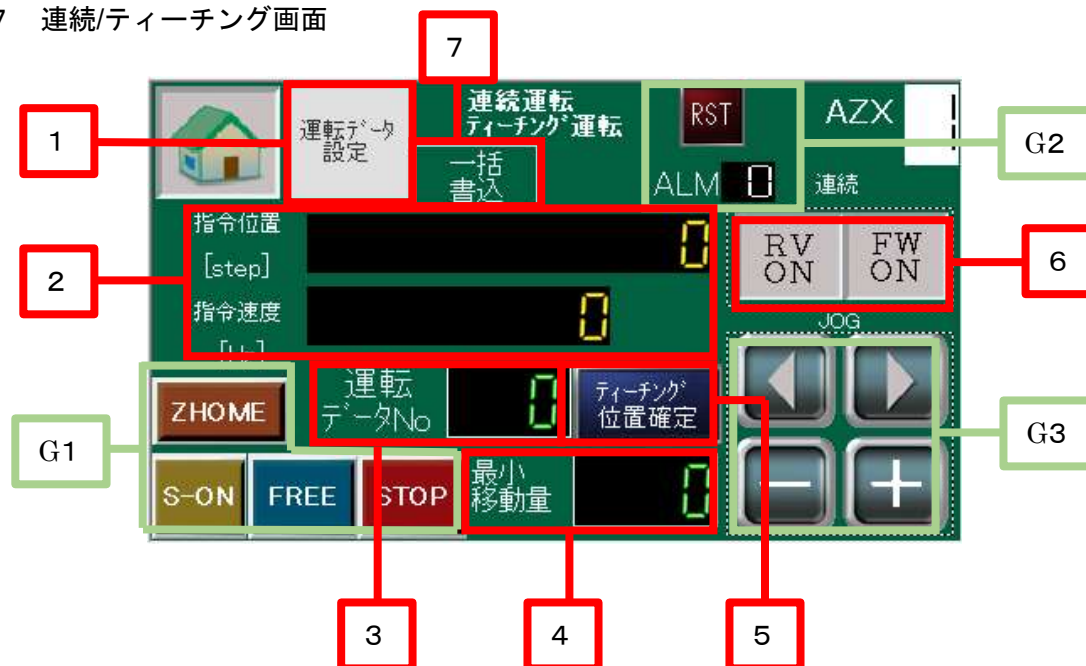 7 連続/ティーチング画面
7
連続運転
ティーチング運転
RST
AZX
1
1
運転データ
設定
一括
書込
ALM 0
連続
G2
指令位置
[step]
0
RV
ON
FW
ON
6
2
指令速度
[Hz]
0
JOG
ZHOME
運転
データNo
0
ティーチング
位置確定
G1
G3
S-ON
FREE
STOP
最小
移動量
0
3
4
5